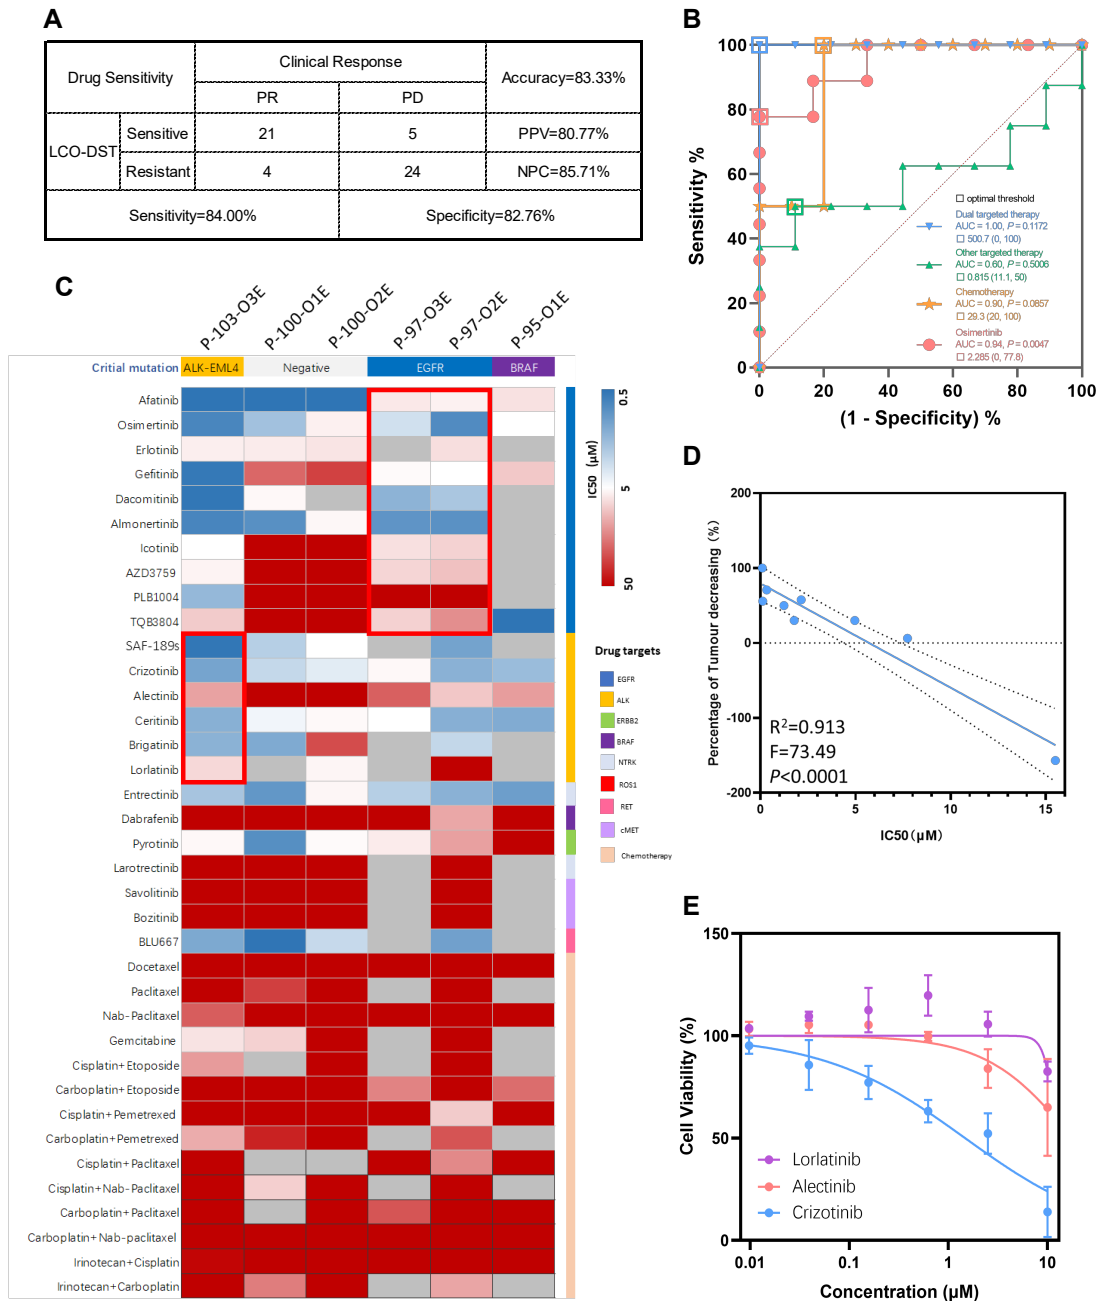 A
Drug Sensitivity
Clinical Response
Accuracy=83.33%
PR
PD
LCO-DST
Sensitive
21
5
PPV=80.77%
Resistant
4
24
NPC=85.71%
Sensitivity=84.00%
Specificity=82.76%
B
Sensitivity %
100
80
60
40
20
0
0
20
40
60
80
100
(1 - Specificity) %
optimal threshold
Dual targeted therapy
AUC = 1.00, P = 0.1172
500.7 (0, 100)
Other targeted therapy
AUC = 0.60, P = 0.5006
0.815 (11.1, 50)
Chemotherapy
AUC = 0.90, P = 0.0857
29.3 (20, 100)
Osimertinib
AUC = 0.94, P = 0.0047
2.285 (0, 77.8)
C
P-103-O3E
P-100-O1E
P-100-O2E
P-97-O3E
P-97-O2E
P-95-O1E
Critial mutation
ALK-EML4
Negative
EGFR
BRAF
Afatinib
Osimertinib
Erlotinib
Gefitinib
Dacomitinib
Almonertinib
Icotinib
AZD3759
PLB1004
TQB3804
SAF-189s
Crizotinib
Alectinib
Ceritinib
Brigatinib
Lorlatinib
Entrectinib
Dabrafenib
Pyrotinib
Larotrectinib
Savolitinib
Bozitinib
BLU667
Docetaxel
Paclitaxel
Nab-Paclitaxel
Gemcitabine
Cisplatin+Etoposide
Carboplatin+Etoposide
Cisplatin+Pemetrexed
Carboplatin+Pemetrexed
Cisplatin+Paclitaxel
Cisplatin+Nab-Paclitaxel
Carboplatin+Paclitaxel
Carboplatin+Nab-paclitaxel
Irinotecan+Cisplatin
Irinotecan+Carboplatin
IC50 (μM)
0.5
5
50
Drug targets
EGFR
ALK
ERBB2
BRAF
NTRK
ROS1
RET
cMET
Chemotherapy
D
Percentage of Tumour decreasing (%)
200
100
0
-100
-200
R²=0.913
F=73.49
P<0.0001
0
5
10
15
IC50(μM)
E
Cell Viability (%)
150
100
50
0
Lorlatinib
Alectinib
Crizotinib
0.01
0.1
1
10
Concentration (μM)